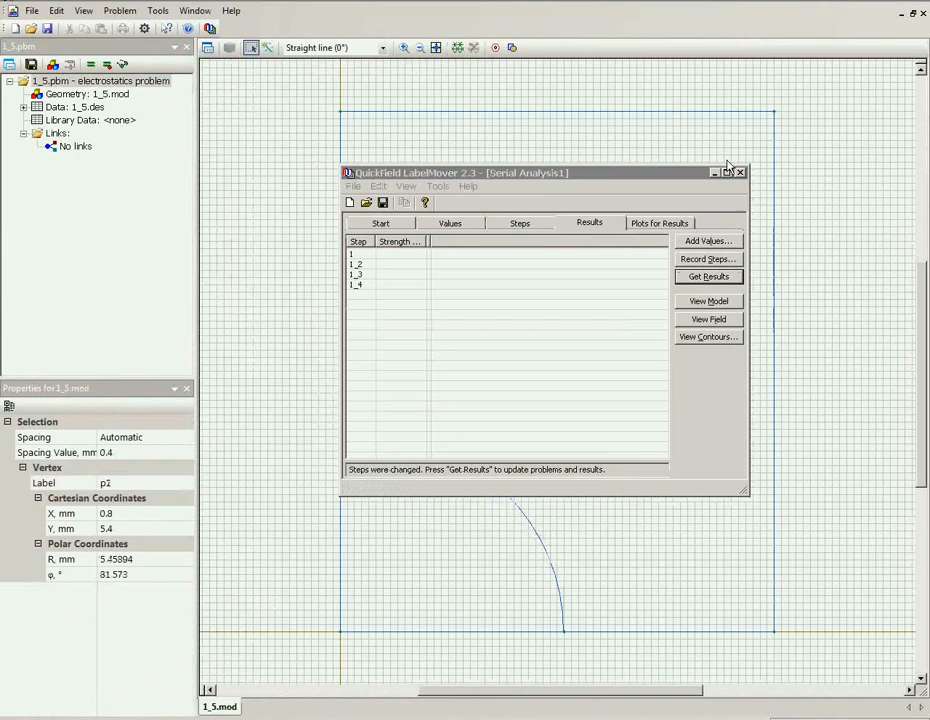 File Edit View Problem Tools Window Help
1_5.pbm
Straight line (0°)
1_5.pbm - electrostatics problem
Geometry: 1_5.mod
Data: 1_5.des
Library Data: <none>
Links:
No links
QuickField LabelMover 2.3 - [Serial Analysis1]
File Edit View Tools Help
Start Values Steps Results Plots for Results
Step Strength ...
1
1_2
1_3
1_4
Add Values...
Record Steps...
Get Results
View Model
View Field
View Contours...
Steps were changed. Press "Get Results" to update problems and results.
Properties for 1_5.mod
Selection
Spacing Automatic
Spacing Value, mm 0.4
Vertex
Label p2
Cartesian Coordinates
X, mm 0.8
Y, mm 5.4
Polar Coordinates
R, mm 5.45894
φ, ° 81.573
1_5.mod